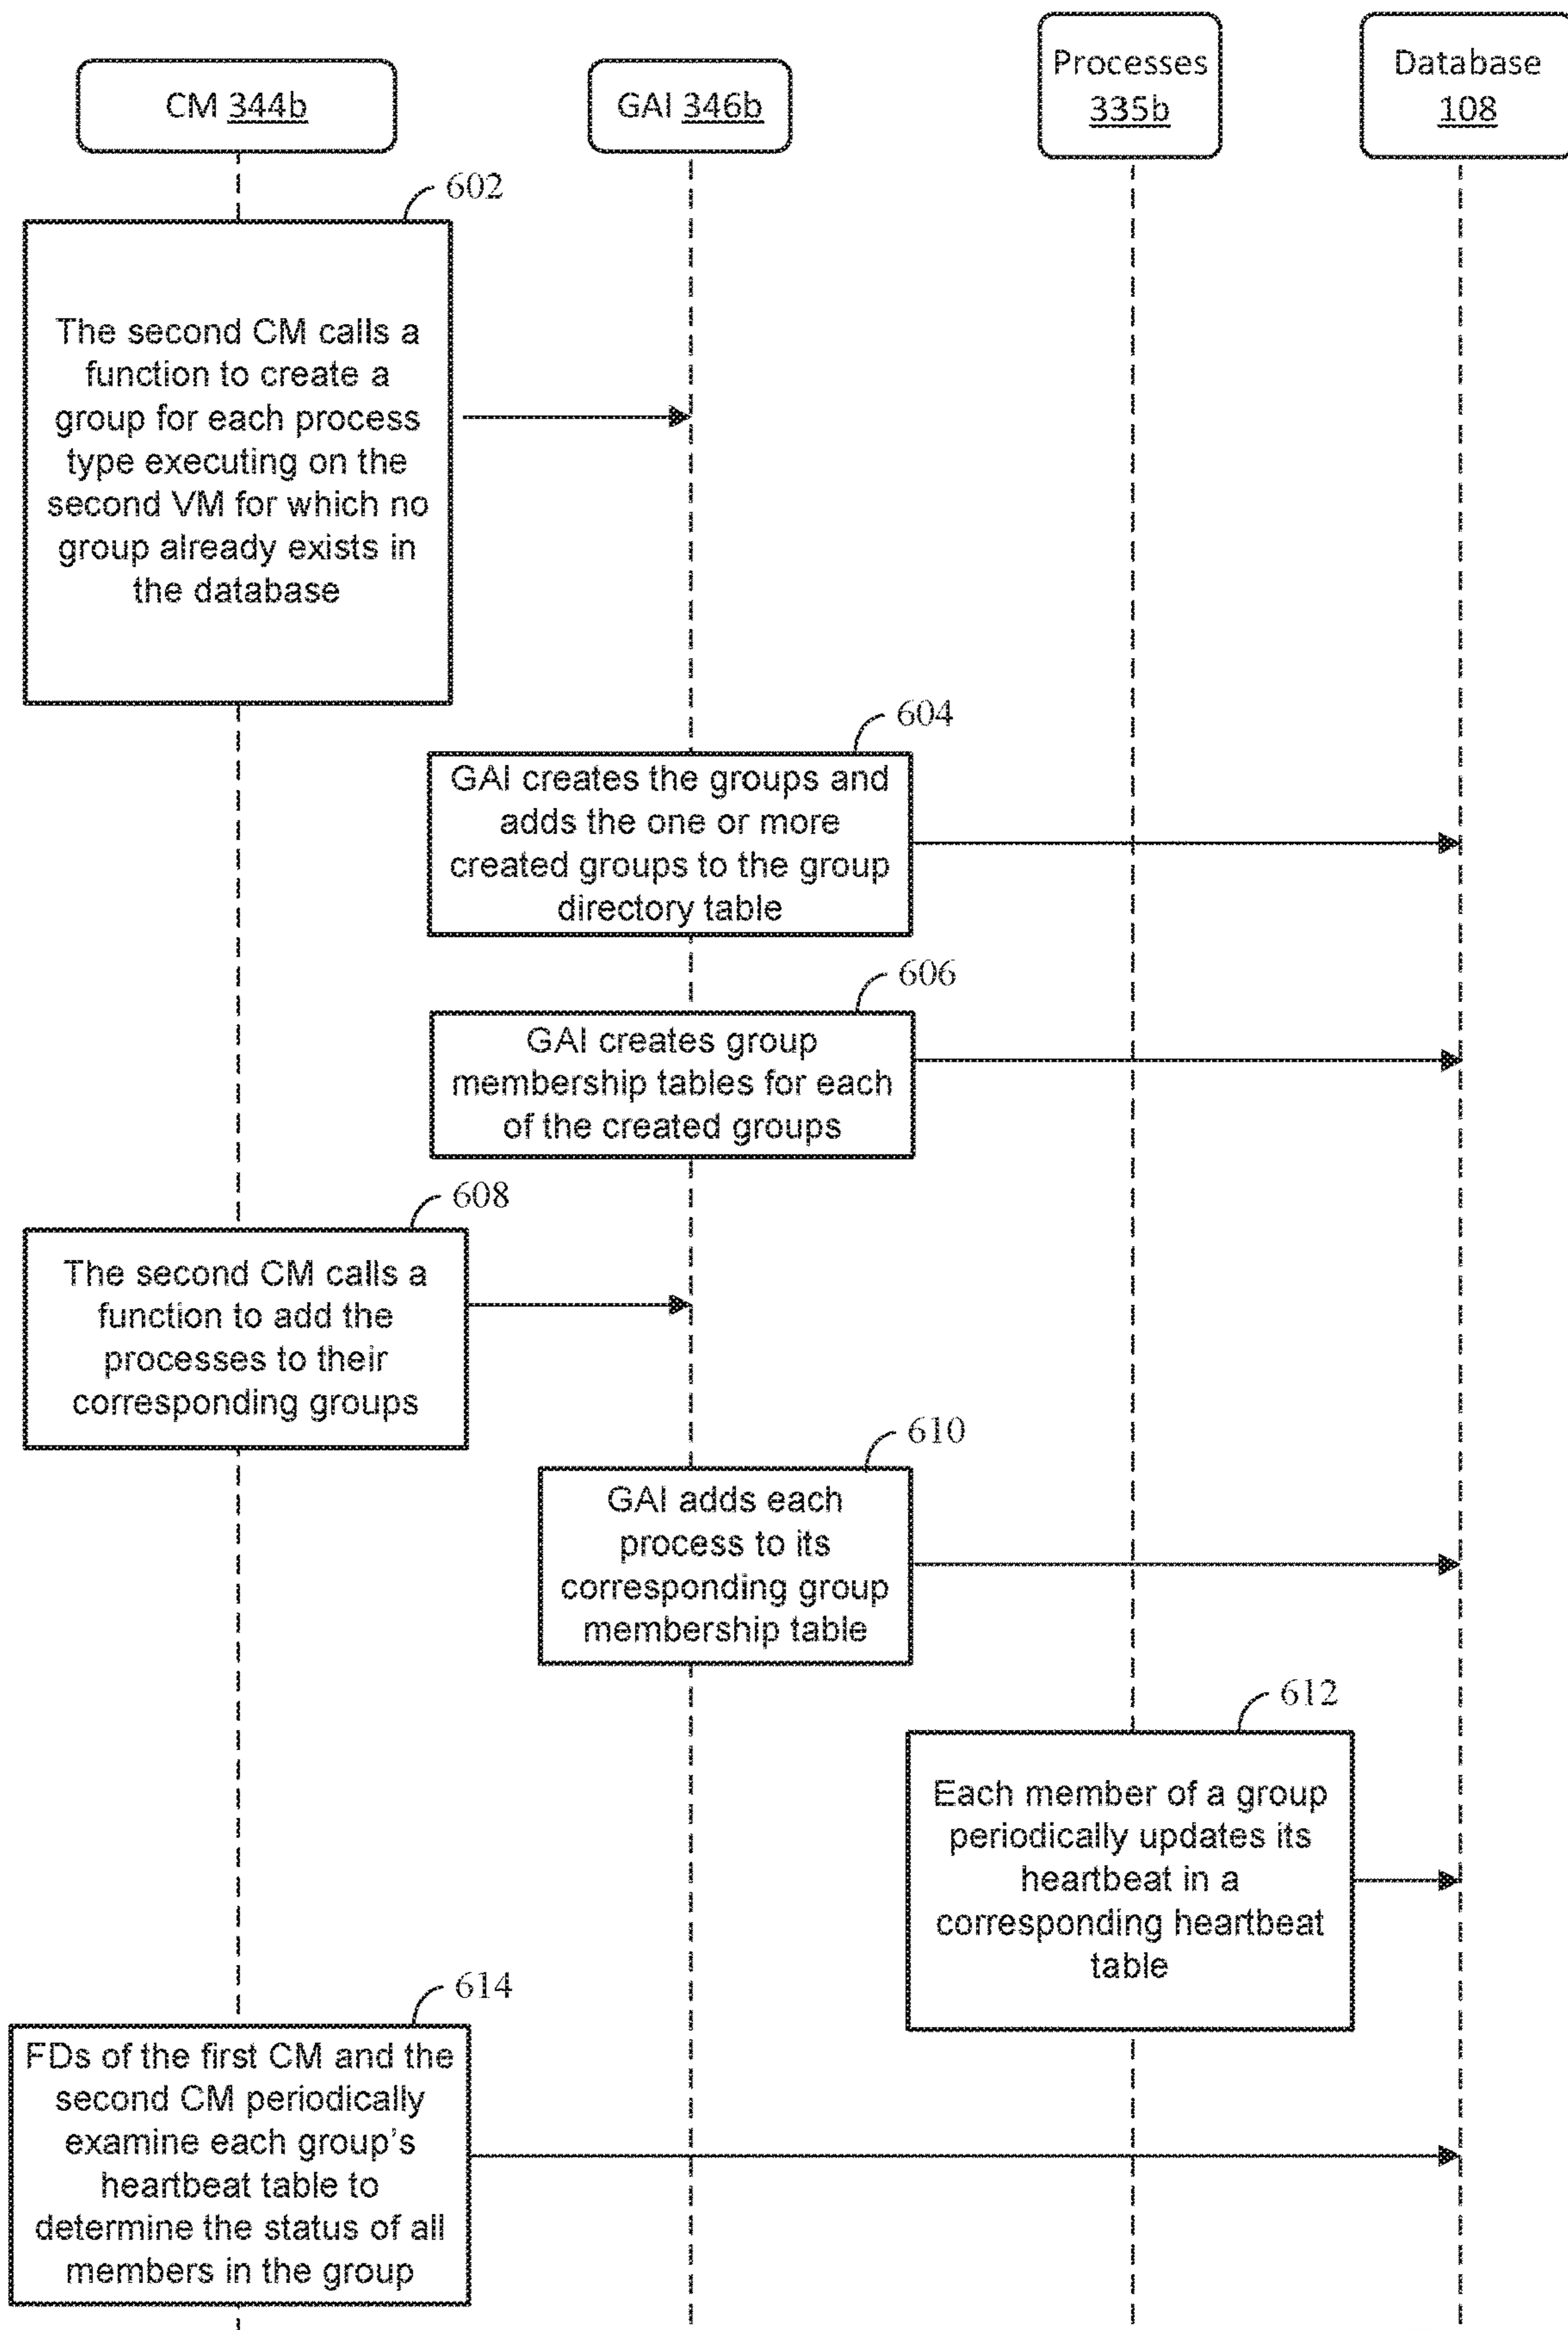 CM 344b
GAI 346b
Processes
335b
Database
108
602
The second CM calls a
function to create a
group for each process
type executing on the
second VM for which no
group already exists in
the database
604
GAI creates the groups and
adds the one or more
created groups to the group
directory table
606
GAI creates group
membership tables for each
of the created groups
608
The second CM calls a
function to add the
processes to their
corresponding groups
610
GAI adds each
process to its
corresponding group
membership table
612
Each member of a group
periodically updates its
heartbeat in a
corresponding heartbeat
table
614
FDs of the first CM and the
second CM periodically
examine each group's
heartbeat table to
determine the status of all
members in the group